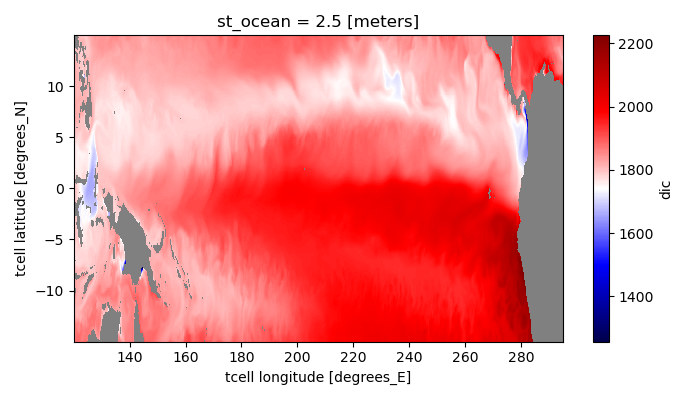 st_ocean = 2.5 [meters]
tcell latitude [degrees_N]
10
5
0
−5
−10
140 160 180 200 220 240 260 280
tcell longitude [degrees_E]
2200
2000
1800
1600
1400
dic